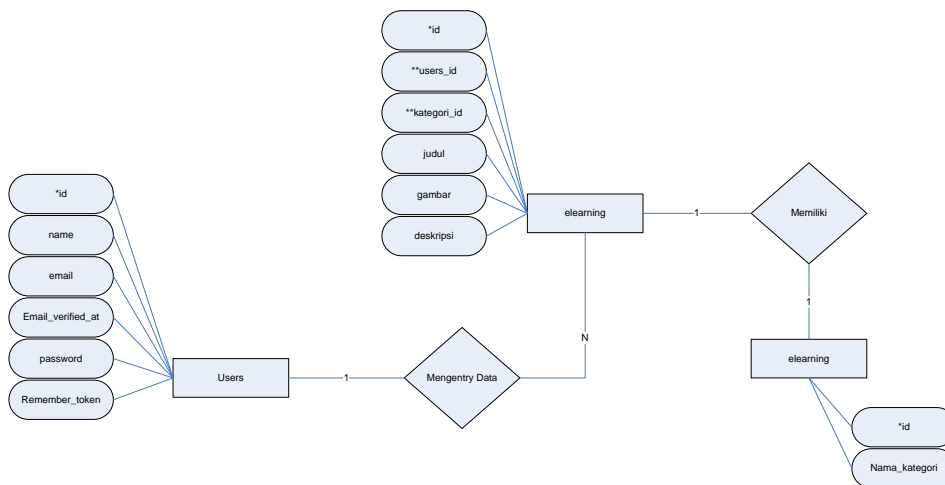 *id
**users_id
**kategori_id
judul
gambar
deskripsi
elearning
1
Memiliki
1
elearning
*id
Nama_kategori
*id
name
email
Email_verified_at
password
Remember_token
Users
1
Mengentry Data
N